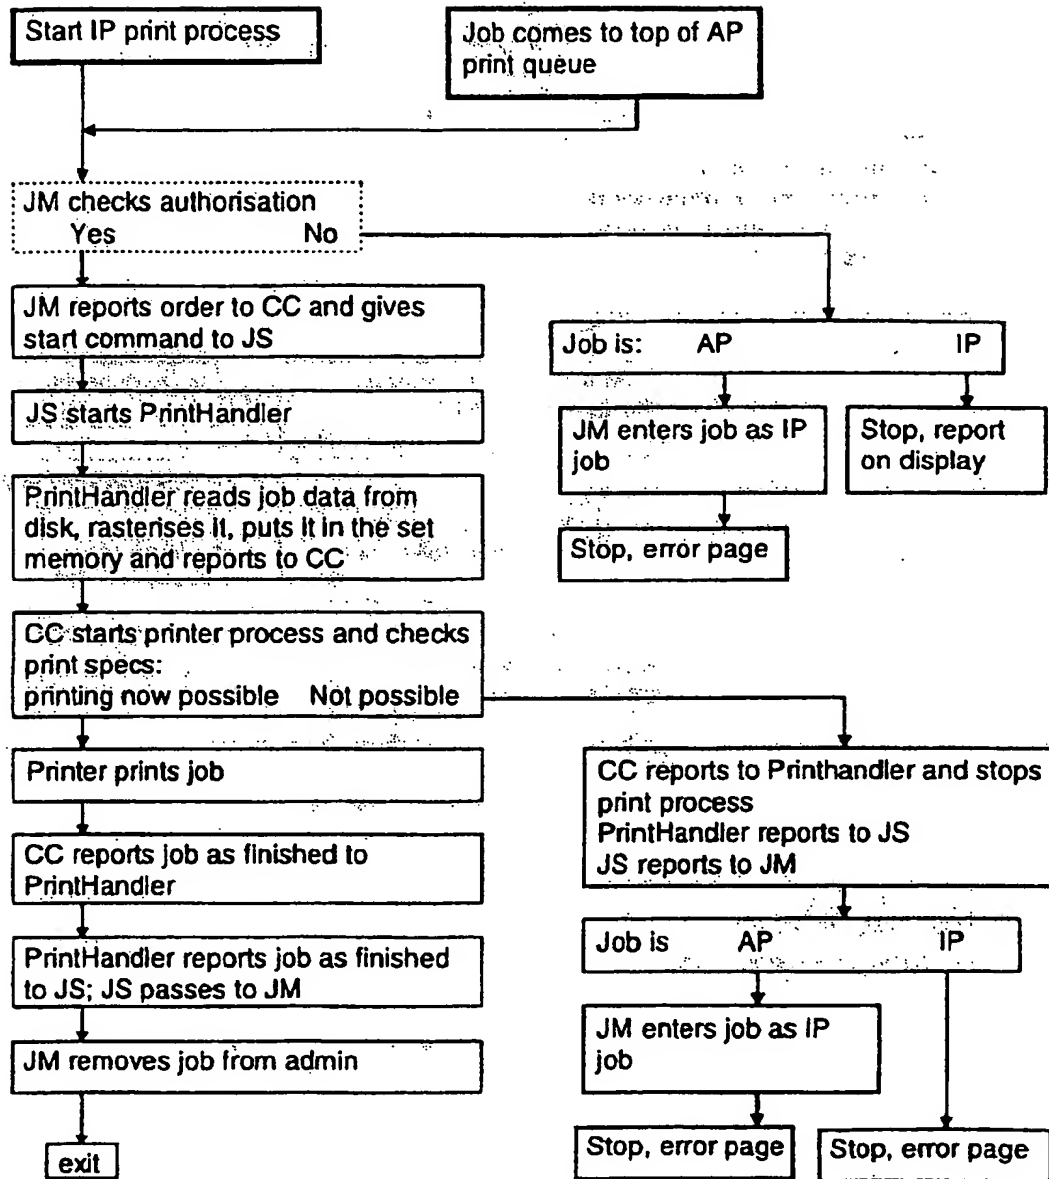 Start IP print process
Job comes to top of AP
print queue
JM checks authorisation
Yes No
JM reports order to CC and gives
start command to JS
Job is: AP IP
JS starts PrintHandler
JM enters job as IP
job
Stop, report
on display
PrintHandler reads job data from
disk, rasterises it, puts it in the set
memory and reports to CC
Stop, error page
CC starts printer process and checks
print specs:
printing now possible Not possible
Printer prints job
CC reports to Printhandler and stops
print process
PrintHandler reports to JS
JS reports to JM
CC reports job as finished to
PrintHandler
Job is AP IP
PrintHandler reports job as finished
to JS; JS passes to JM
JM enters job as IP
job
JM removes job from admin
Stop, error page
Stop, error page
exit